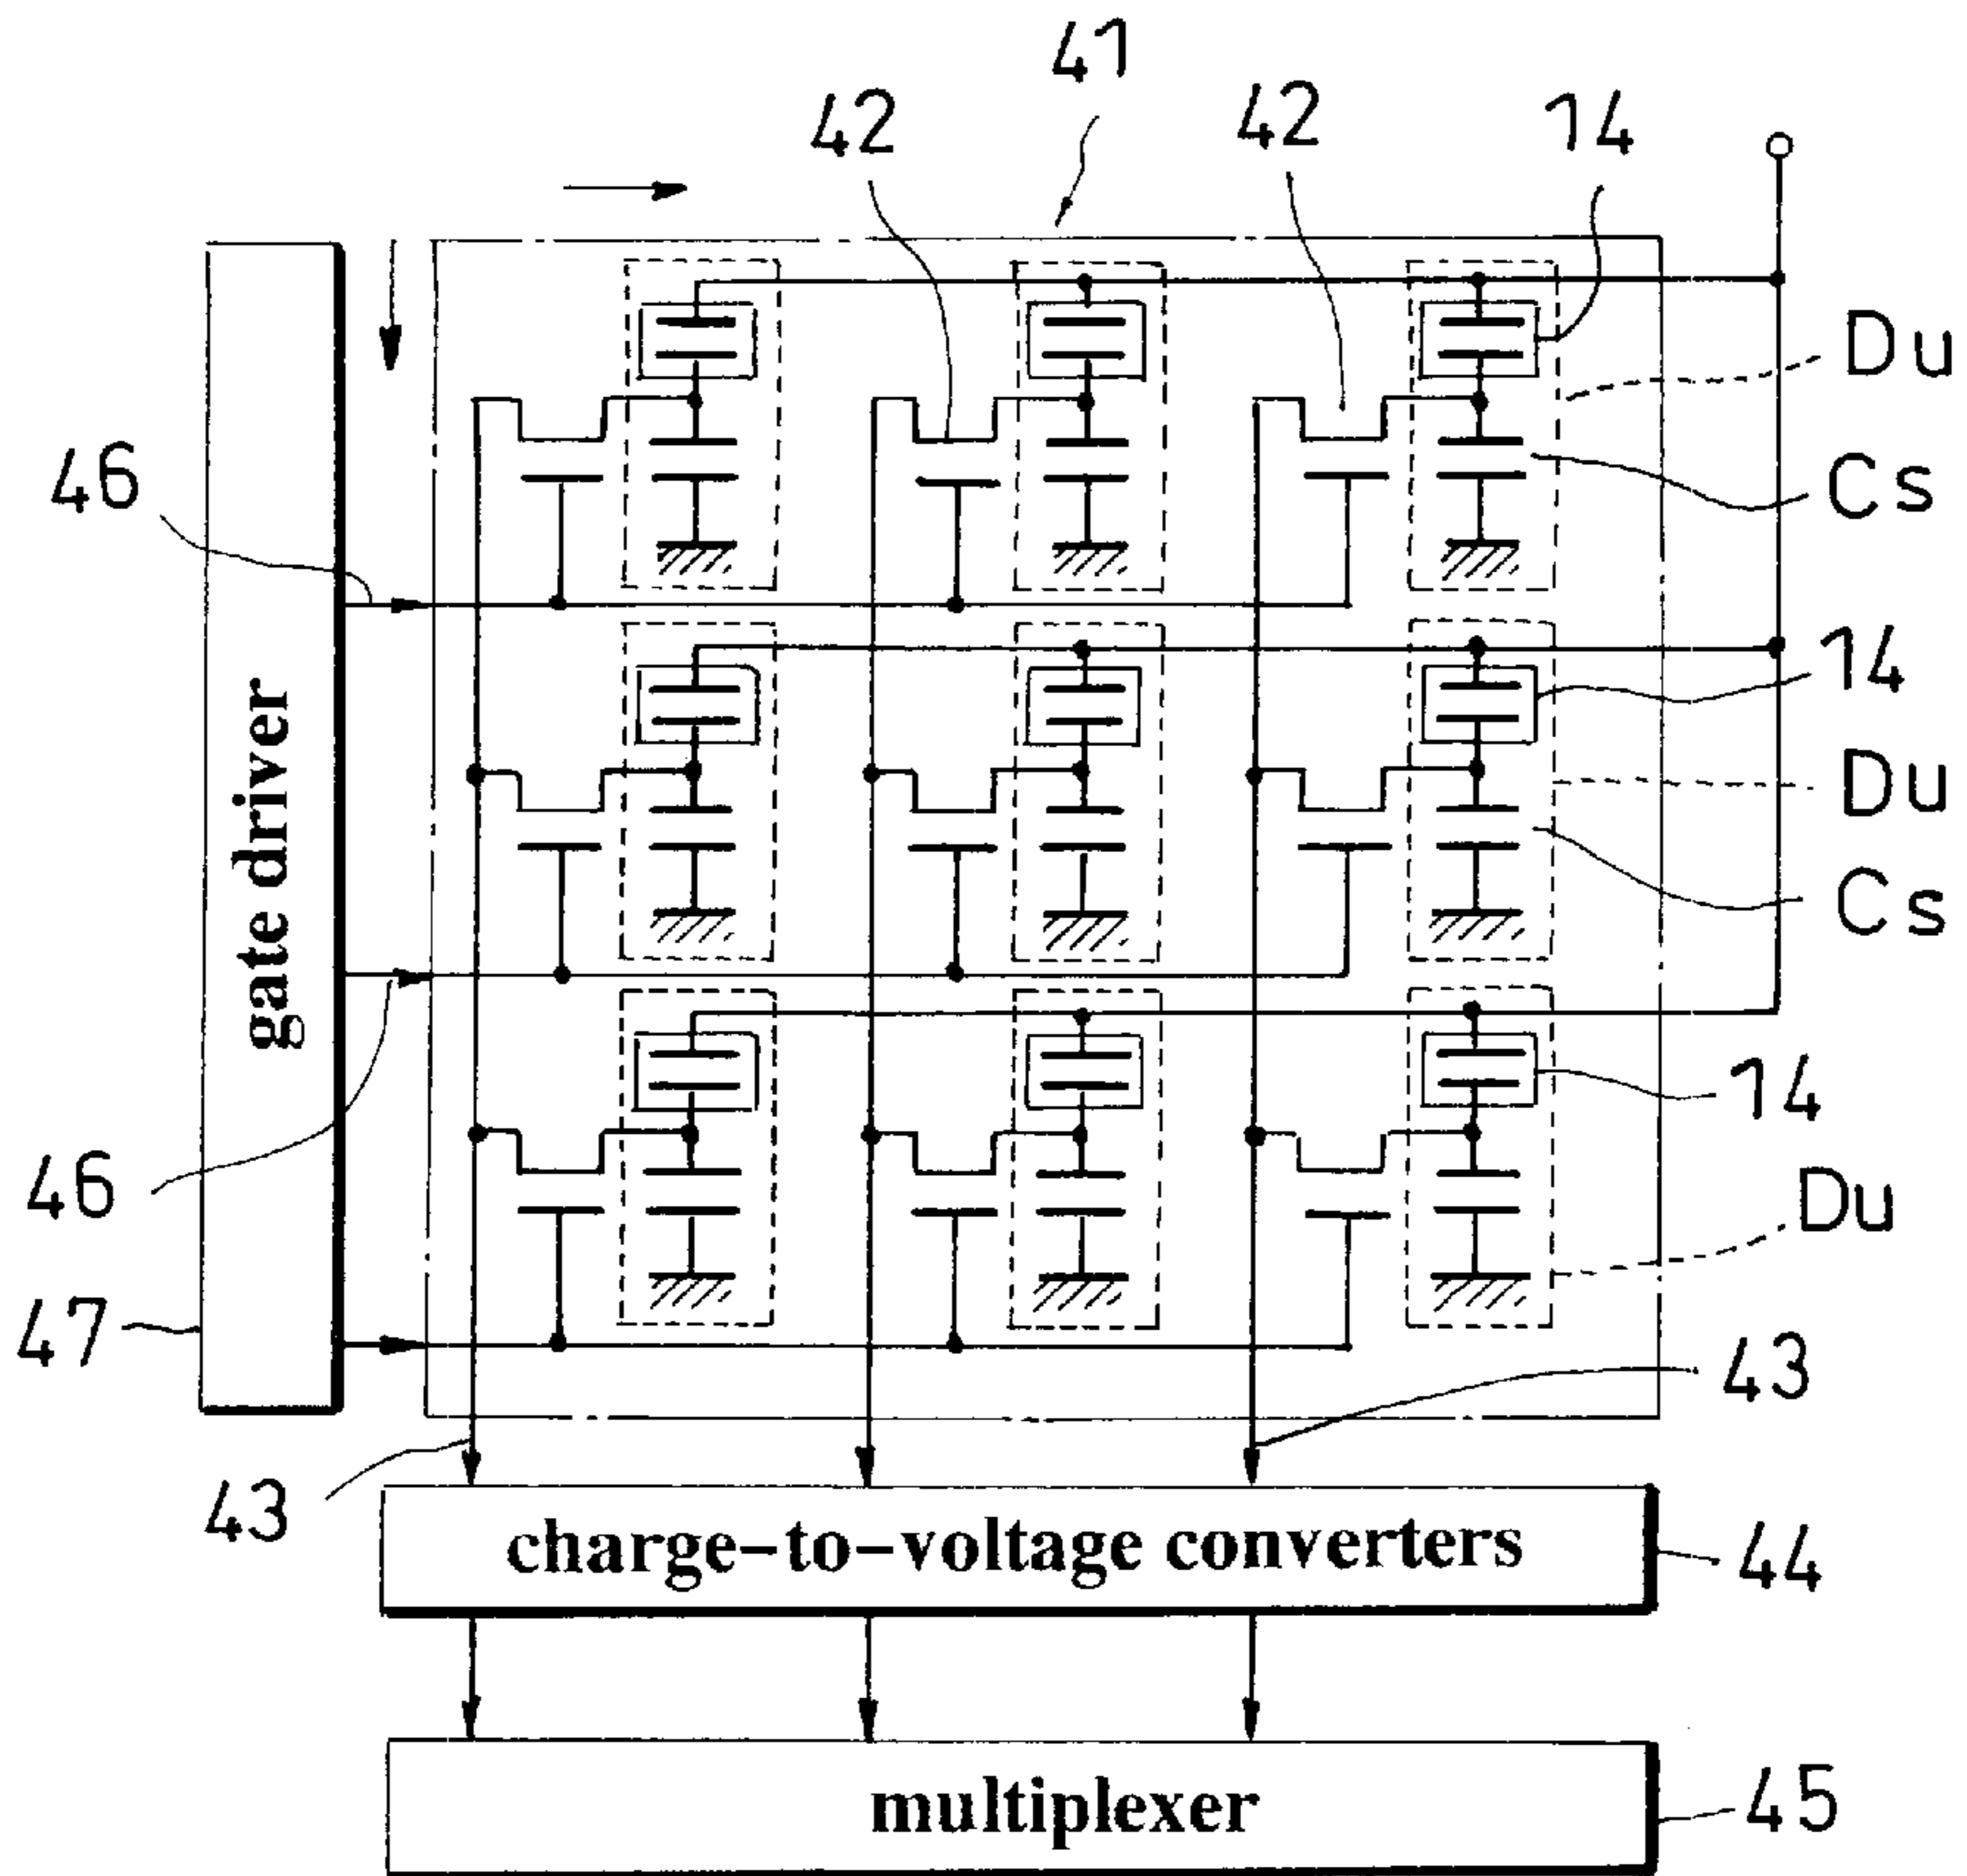 41
42
42
14
Du
46
Cs
14
gate driver
Du
Cs
14
46
Du
47
43
43
charge-to-voltage converters
44
multiplexer
45